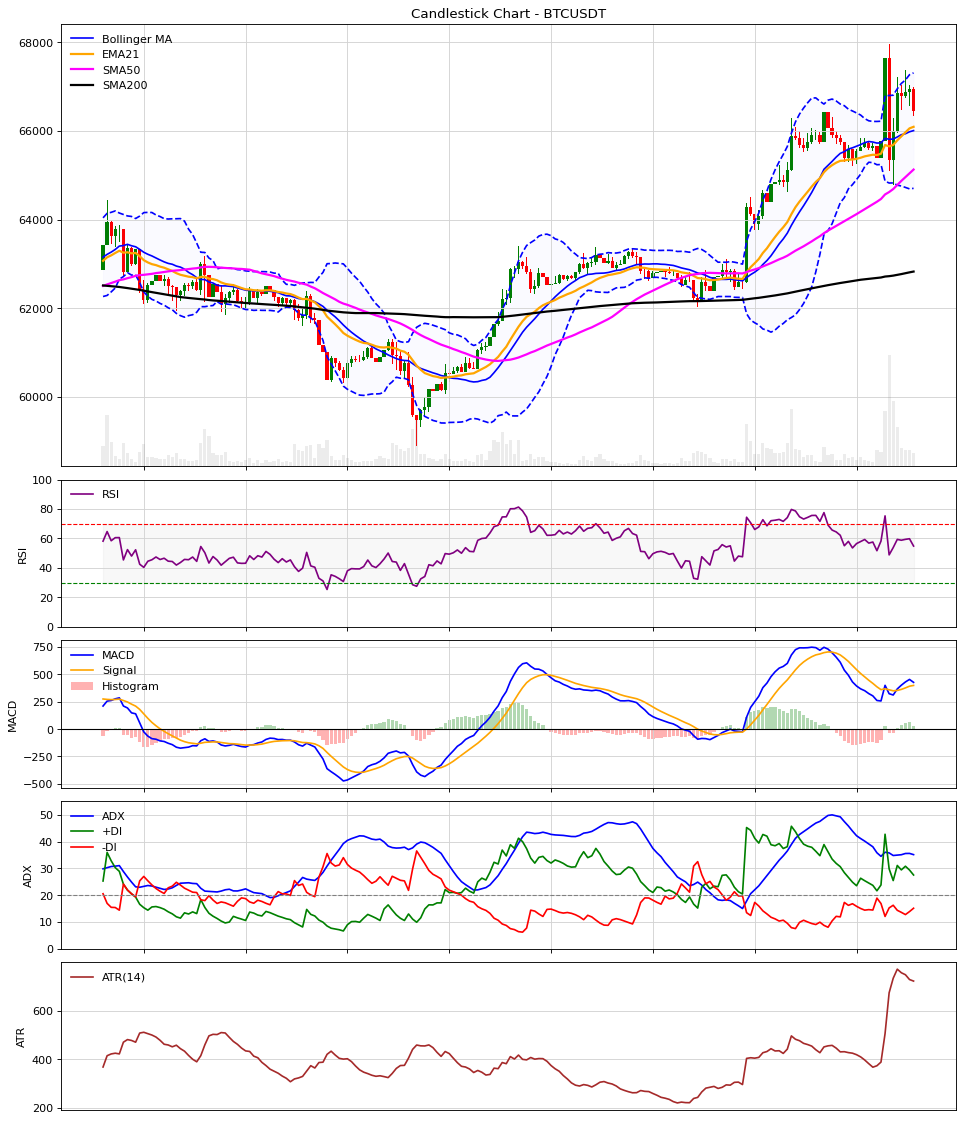 Candlestick Chart - BTCUSDT
68000
66000
64000
62000
60000
Bollinger MA
EMA21
SMA50
SMA200
100
80
60
40
20
0
RSI
RSI
750
500
250
0
−250
−500
MACD
MACD
Signal
Histogram
50
40
30
20
10
0
ADX
ADX
+DI
-DI
600
400
200
ATR
ATR(14)